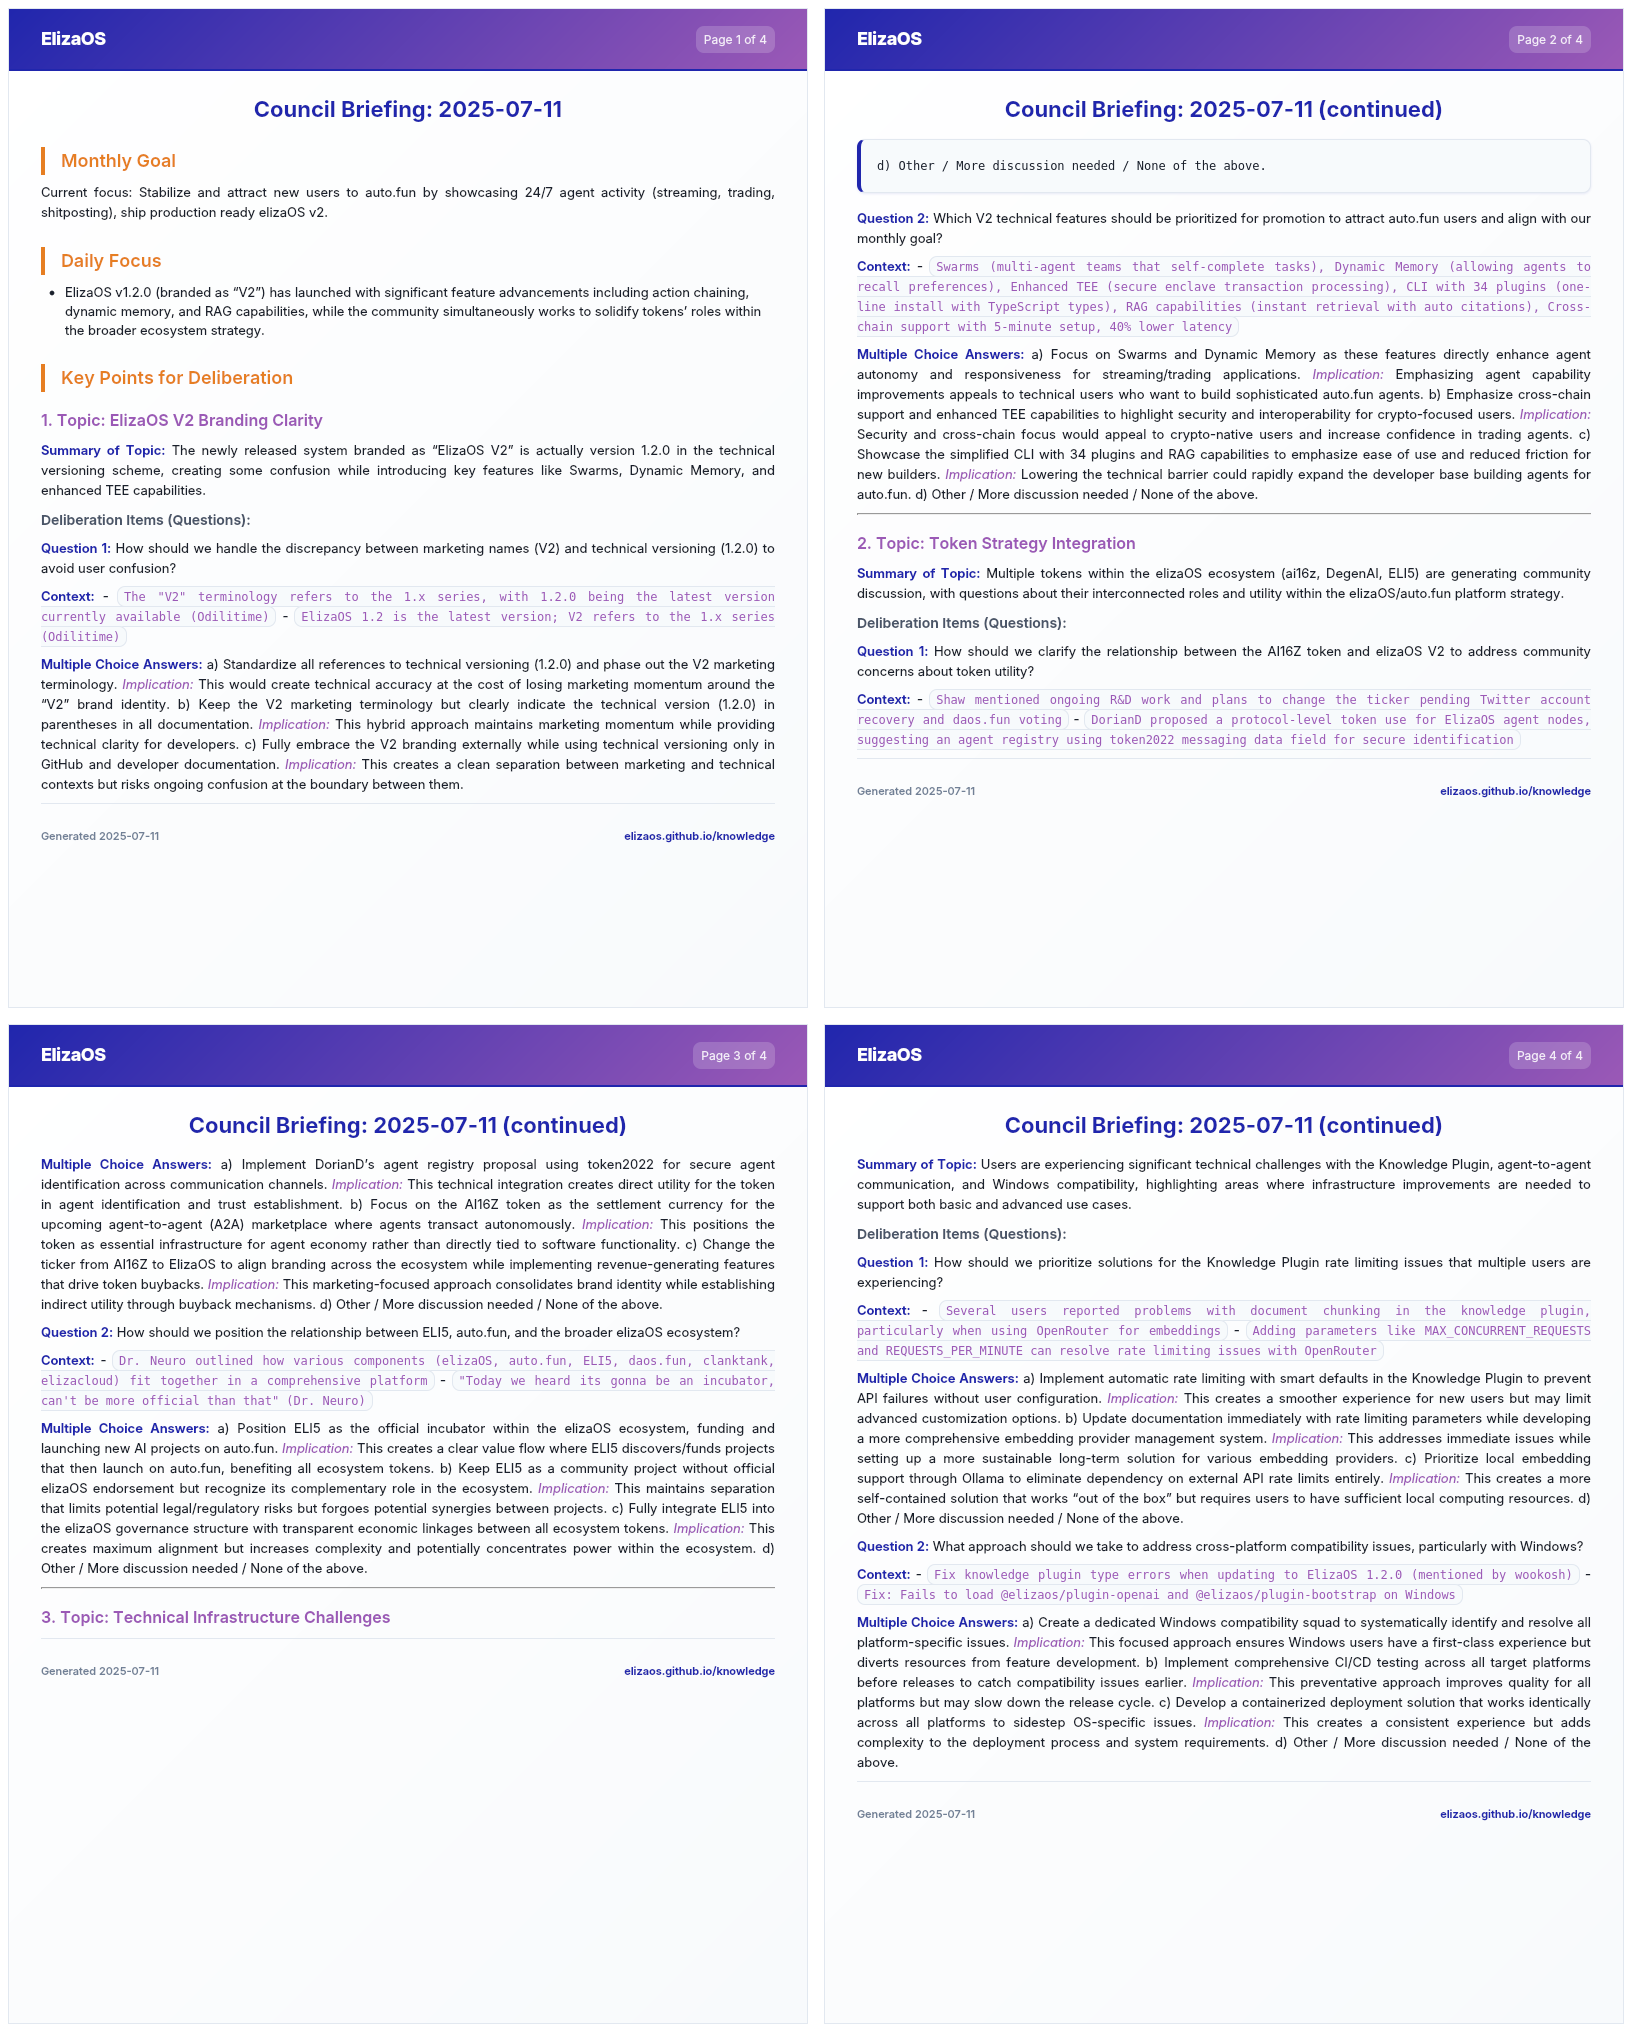 ElizaOS
Page 1 of 4
Council Briefing: 2025-07-11
Monthly Goal
Current focus: Stabilize and attract new users to auto.fun by showcasing 24/7 agent activity (streaming, trading,
shitposting), ship production ready elizaOS v2.
Daily Focus
• ElizaOS v1.2.0 (branded as “V2”) has launched with significant feature advancements including action chaining,
dynamic memory, and RAG capabilities, while the community simultaneously works to solidify tokens’ roles within
the broader ecosystem strategy.
Key Points for Deliberation
1. Topic: ElizaOS V2 Branding Clarity
Summary of Topic: The newly released system branded as “ElizaOS V2” is actually version 1.2.0 in the technical
versioning scheme, creating some confusion while introducing key features like Swarms, Dynamic Memory, and
enhanced TEE capabilities.
Deliberation Items (Questions):
Question 1: How should we handle the discrepancy between marketing names (V2) and technical versioning (1.2.0) to
avoid user confusion?
Context: - The "V2" terminology refers to the 1.x series, with 1.2.0 being the latest version
currently available (Odilitime) - ElizaOS 1.2 is the latest version; V2 refers to the 1.x series
(Odilitime)
Multiple Choice Answers: a) Standardize all references to technical versioning (1.2.0) and phase out the V2 marketing
terminology. Implication: This would create technical accuracy at the cost of losing marketing momentum around the
“V2” brand identity. b) Keep the V2 marketing terminology but clearly indicate the technical version (1.2.0) in
parentheses in all documentation. Implication: This hybrid approach maintains marketing momentum while providing
technical clarity for developers. c) Fully embrace the V2 branding externally while using technical versioning only in
GitHub and developer documentation. Implication: This creates a clean separation between marketing and technical
contexts but risks ongoing confusion at the boundary between them.
Generated 2025-07-11
elizaos.github.io/knowledge
ElizaOS
Page 2 of 4
Council Briefing: 2025-07-11 (continued)
d) Other / More discussion needed / None of the above.
Question 2: Which V2 technical features should be prioritized for promotion to attract auto.fun users and align with our
monthly goal?
Context: - Swarms (multi-agent teams that self-complete tasks), Dynamic Memory (allowing agents to
recall preferences), Enhanced TEE (secure enclave transaction processing), CLI with 34 plugins (one-
line install with TypeScript types), RAG capabilities (instant retrieval with auto citations), Cross-
chain support with 5-minute setup, 40% lower latency
Multiple Choice Answers: a) Focus on Swarms and Dynamic Memory as these features directly enhance agent
autonomy and responsiveness for streaming/trading applications. Implication: Emphasizing agent capability
improvements appeals to technical users who want to build sophisticated auto.fun agents. b) Emphasize cross-chain
support and enhanced TEE capabilities to highlight security and interoperability for crypto-focused users. Implication:
Security and cross-chain focus would appeal to crypto-native users and increase confidence in trading agents. c)
Showcase the simplified CLI with 34 plugins and RAG capabilities to emphasize ease of use and reduced friction for
new builders. Implication: Lowering the technical barrier could rapidly expand the developer base building agents for
auto.fun. d) Other / More discussion needed / None of the above.
2. Topic: Token Strategy Integration
Summary of Topic: Multiple tokens within the elizaOS ecosystem (ai16z, DegenAI, ELI5) are generating community
discussion, with questions about their interconnected roles and utility within the elizaOS/auto.fun platform strategy.
Deliberation Items (Questions):
Question 1: How should we clarify the relationship between the AI16Z token and elizaOS V2 to address community
concerns about token utility?
Context: - Shaw mentioned ongoing R&D work and plans to change the ticker pending Twitter account
recovery and daos.fun voting - DorianD proposed a protocol-level token use for ElizaOS agent nodes,
suggesting an agent registry using token2022 messaging data field for secure identification
Generated 2025-07-11
elizaos.github.io/knowledge
ElizaOS
Page 3 of 4
Council Briefing: 2025-07-11 (continued)
Multiple Choice Answers: a) Implement DorianD’s agent registry proposal using token2022 for secure agent
identification across communication channels. Implication: This technical integration creates direct utility for the token
in agent identification and trust establishment. b) Focus on the AI16Z token as the settlement currency for the
upcoming agent-to-agent (A2A) marketplace where agents transact autonomously. Implication: This positions the
token as essential infrastructure for agent economy rather than directly tied to software functionality. c) Change the
ticker from AI16Z to ElizaOS to align branding across the ecosystem while implementing revenue-generating features
that drive token buybacks. Implication: This marketing-focused approach consolidates brand identity while establishing
indirect utility through buyback mechanisms. d) Other / More discussion needed / None of the above.
Question 2: How should we position the relationship between ELI5, auto.fun, and the broader elizaOS ecosystem?
Context: - Dr. Neuro outlined how various components (elizaOS, auto.fun, ELI5, daos.fun, clanktank,
elizacloud) fit together in a comprehensive platform - "Today we heard its gonna be an incubator,
can't be more official than that" (Dr. Neuro)
Multiple Choice Answers: a) Position ELI5 as the official incubator within the elizaOS ecosystem, funding and
launching new AI projects on auto.fun. Implication: This creates a clear value flow where ELI5 discovers/funds projects
that then launch on auto.fun, benefiting all ecosystem tokens. b) Keep ELI5 as a community project without official
elizaOS endorsement but recognize its complementary role in the ecosystem. Implication: This maintains separation
that limits potential legal/regulatory risks but forgoes potential synergies between projects. c) Fully integrate ELI5 into
the elizaOS governance structure with transparent economic linkages between all ecosystem tokens. Implication: This
creates maximum alignment but increases complexity and potentially concentrates power within the ecosystem. d)
Other / More discussion needed / None of the above.
3. Topic: Technical Infrastructure Challenges
Generated 2025-07-11
elizaos.github.io/knowledge
ElizaOS
Page 4 of 4
Council Briefing: 2025-07-11 (continued)
Summary of Topic: Users are experiencing significant technical challenges with the Knowledge Plugin, agent-to-agent
communication, and Windows compatibility, highlighting areas where infrastructure improvements are needed to
support both basic and advanced use cases.
Deliberation Items (Questions):
Question 1: How should we prioritize solutions for the Knowledge Plugin rate limiting issues that multiple users are
experiencing?
Context: - Several users reported problems with document chunking in the knowledge plugin,
particularly when using OpenRouter for embeddings - Adding parameters like MAX_CONCURRENT_REQUESTS
and REQUESTS_PER_MINUTE can resolve rate limiting issues with OpenRouter
Multiple Choice Answers: a) Implement automatic rate limiting with smart defaults in the Knowledge Plugin to prevent
API failures without user configuration. Implication: This creates a smoother experience for new users but may limit
advanced customization options. b) Update documentation immediately with rate limiting parameters while developing
a more comprehensive embedding provider management system. Implication: This addresses immediate issues while
setting up a more sustainable long-term solution for various embedding providers. c) Prioritize local embedding
support through Ollama to eliminate dependency on external API rate limits entirely. Implication: This creates a more
self-contained solution that works “out of the box” but requires users to have sufficient local computing resources. d)
Other / More discussion needed / None of the above.
Question 2: What approach should we take to address cross-platform compatibility issues, particularly with Windows?
Context: - Fix knowledge plugin type errors when updating to ElizaOS 1.2.0 (mentioned by wookosh) -
Fix: Fails to load @elizaos/plugin-openai and @elizaos/plugin-bootstrap on Windows
Multiple Choice Answers: a) Create a dedicated Windows compatibility squad to systematically identify and resolve all
platform-specific issues. Implication: This focused approach ensures Windows users have a first-class experience but
diverts resources from feature development. b) Implement comprehensive CI/CD testing across all target platforms
before releases to catch compatibility issues earlier. Implication: This preventative approach improves quality for all
platforms but may slow down the release cycle. c) Develop a containerized deployment solution that works identically
across all platforms to sidestep OS-specific issues. Implication: This creates a consistent experience but adds
complexity to the deployment process and system requirements. d) Other / More discussion needed / None of the
above.
Generated 2025-07-11
elizaos.github.io/knowledge